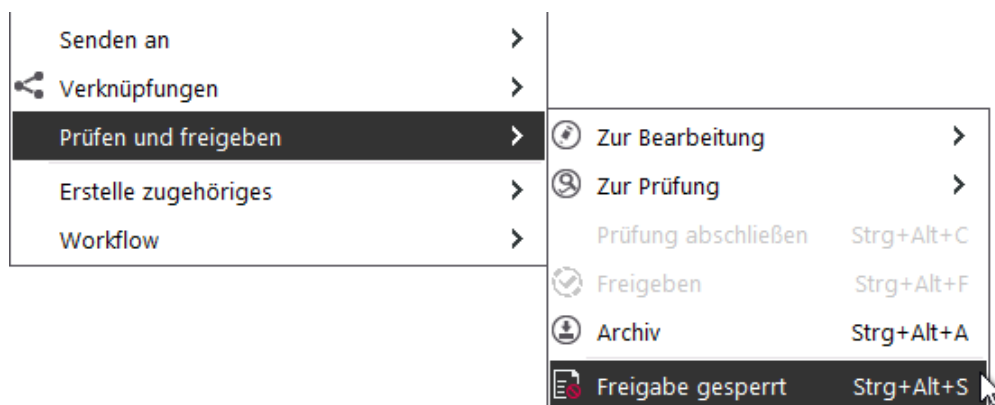 Senden an
Verknüpfungen
Prüfen und freigeben
Erstelle zugehöriges
Workflow
Zur Bearbeitung
Zur Prüfung
Prüfung abschließen Strg+Alt+C
Freigeben Strg+Alt+F
Archiv Strg+Alt+A
Freigabe gesperrt Strg+Alt+S